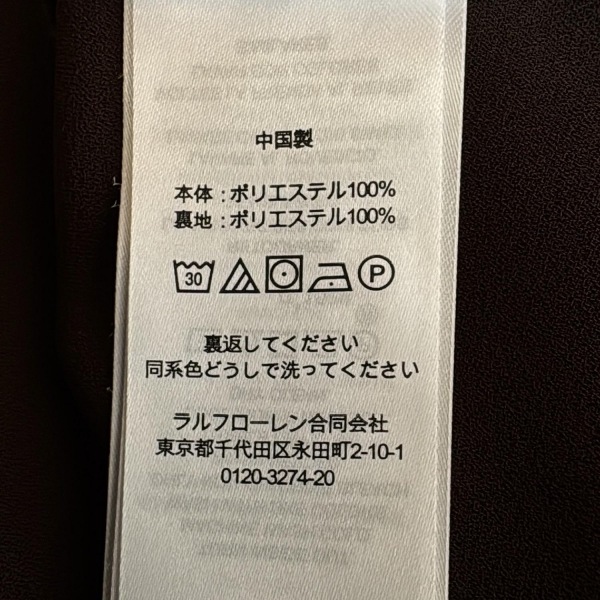 中国製
本体：ポリエステル100%
裏地：ポリエステル100%
30 P
裏返してください
同系色どうしで洗ってください
ラルフローレン合同会社
東京都千代田区永田町2-10-1
0120-3274-20